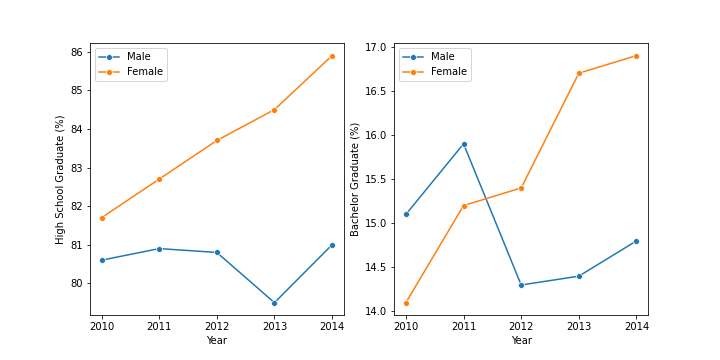 Male
Female
High School Graduate (%)
86
85
84
83
82
81
80
2010 2011 2012 2013 2014
Year
Male
Female
Bachelor Graduate (%)
17.0
16.5
16.0
15.5
15.0
14.5
14.0
2010 2011 2012 2013 2014
Year